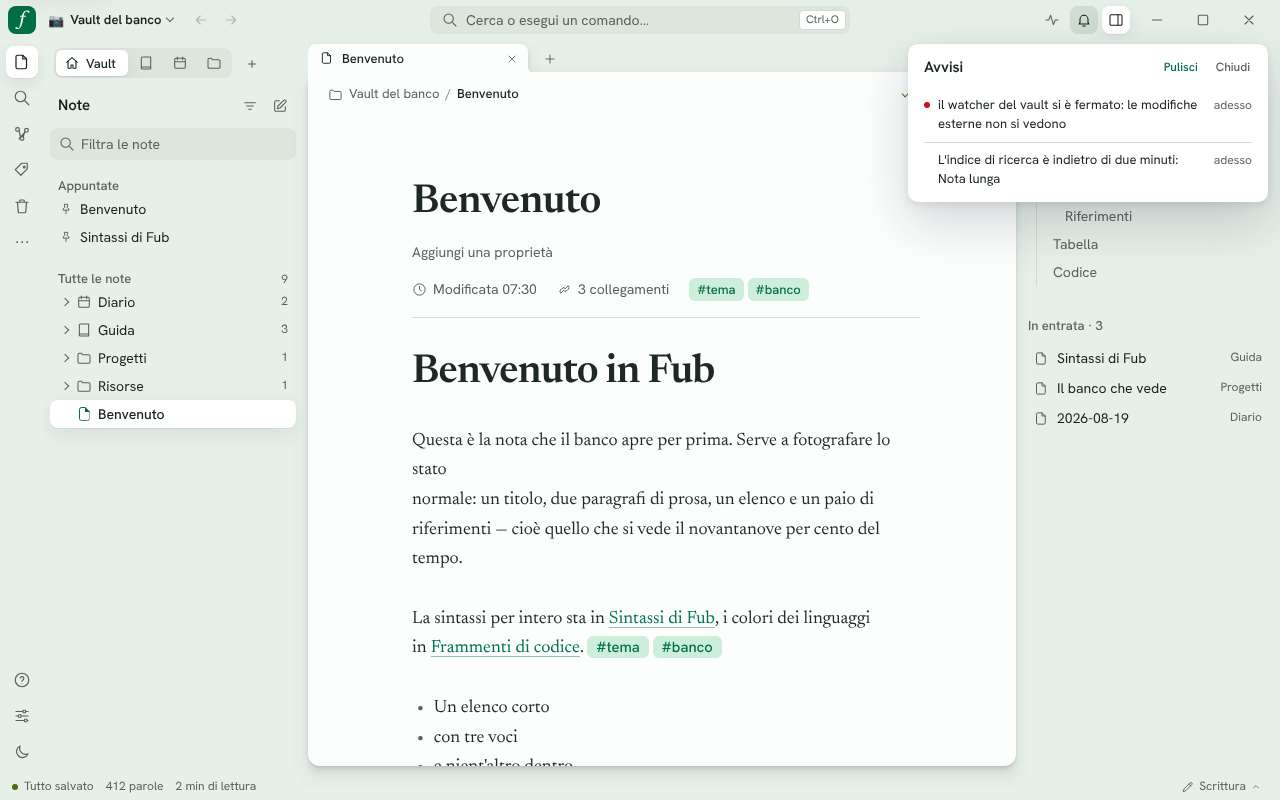 Vault del banco
Cerca o esegui un comando...
Ctrl+O
Vault
Note
Filtra le note
Appuntate
Benvenuto
Sintassi di Fub
Tutte le note 9
Diario 2
Guida 3
Progetti 1
Risorse 1
Benvenuto
Benvenuto
Vault del banco / Benvenuto
Benvenuto
Aggiungi una proprietà
Modificata 07:30
3 collegamenti
#tema
#banco
Benvenuto in Fub
Questa è la nota che il banco apre per prima. Serve a fotografare lo
stato
normale: un titolo, due paragrafi di prosa, un elenco e un paio di
riferimenti — cioè quello che si vede il novantanove per cento del
tempo.
La sintassi per intero sta in Sintassi di Fub, i colori dei linguaggi
in Frammenti di codice. #tema #banco
• Un elenco corto
• con tre voci
• e nient'altro dentro
Avvisi
Pulisci
Chiudi
il watcher del vault si è fermato: le modifiche adesso
esterne non si vedono
L'indice di ricerca è indietro di due minuti: adesso
Nota lunga
Riferimenti
Tabella
Codice
In entrata · 3
Sintassi di Fub Guida
Il banco che vede Progetti
2026-08-19 Diario
Tutto salvato
412 parole
2 min di lettura
Scrittura